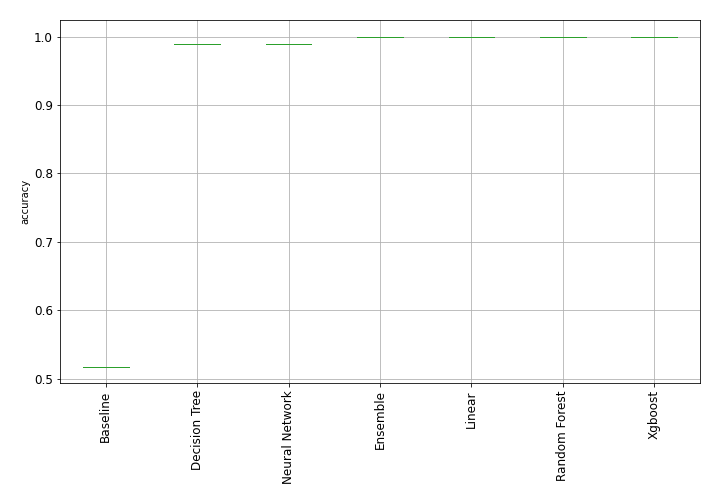 1.0
0.9
0.8
0.7
0.6
0.5
accuracy
Baseline
Decision Tree
Neural Network
Ensemble
Linear
Random Forest
Xgboost